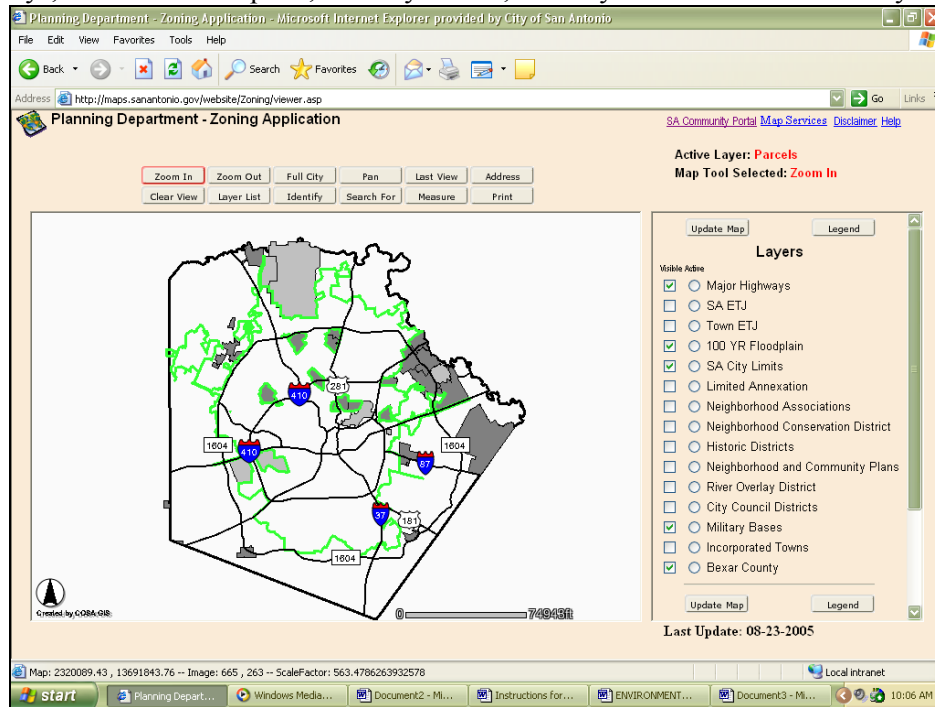 Planning Department - Zoning Application - Microsoft Internet Explorer provided by City of San Antonio
File Edit View Favorites Tools Help
Back Search Favorites
Address http://maps.sanantonio.gov/website/Zoning/viewer.asp Go Links
Planning Department - Zoning Application
SA Community Portal Map Services Disclaimer Help
Active Layer: Parcels
Map Tool Selected: Zoom In
Zoom In Zoom Out Full City Pan Last View Address
Clear View Layer List Identify Search For Measure Print
Update Map Legend
Layers
Visible Active
Major Highways
SA ETJ
Town ETJ
100 YR Floodplain
SA City Limits
Limited Annexation
Neighborhood Associations
Neighborhood Conservation District
Historic Districts
Neighborhood and Community Plans
River Overlay District
City Council Districts
Military Bases
Incorporated Towns
Bexar County
Update Map Legend
Last Update: 08-23-2005
281
410
1604
410
1604
87
37
181
1604
Created by COSA GIS
0 74943ft
Map: 2320089.43 , 13691843.76 -- Image: 665 , 263 -- ScaleFactor: 563.4786263932578
Local intranet
start Planning Depart... Windows Media... Document2 - Mi... Instructions for... ENVIRONMENT... Document3 - Mi... 10:06 AM